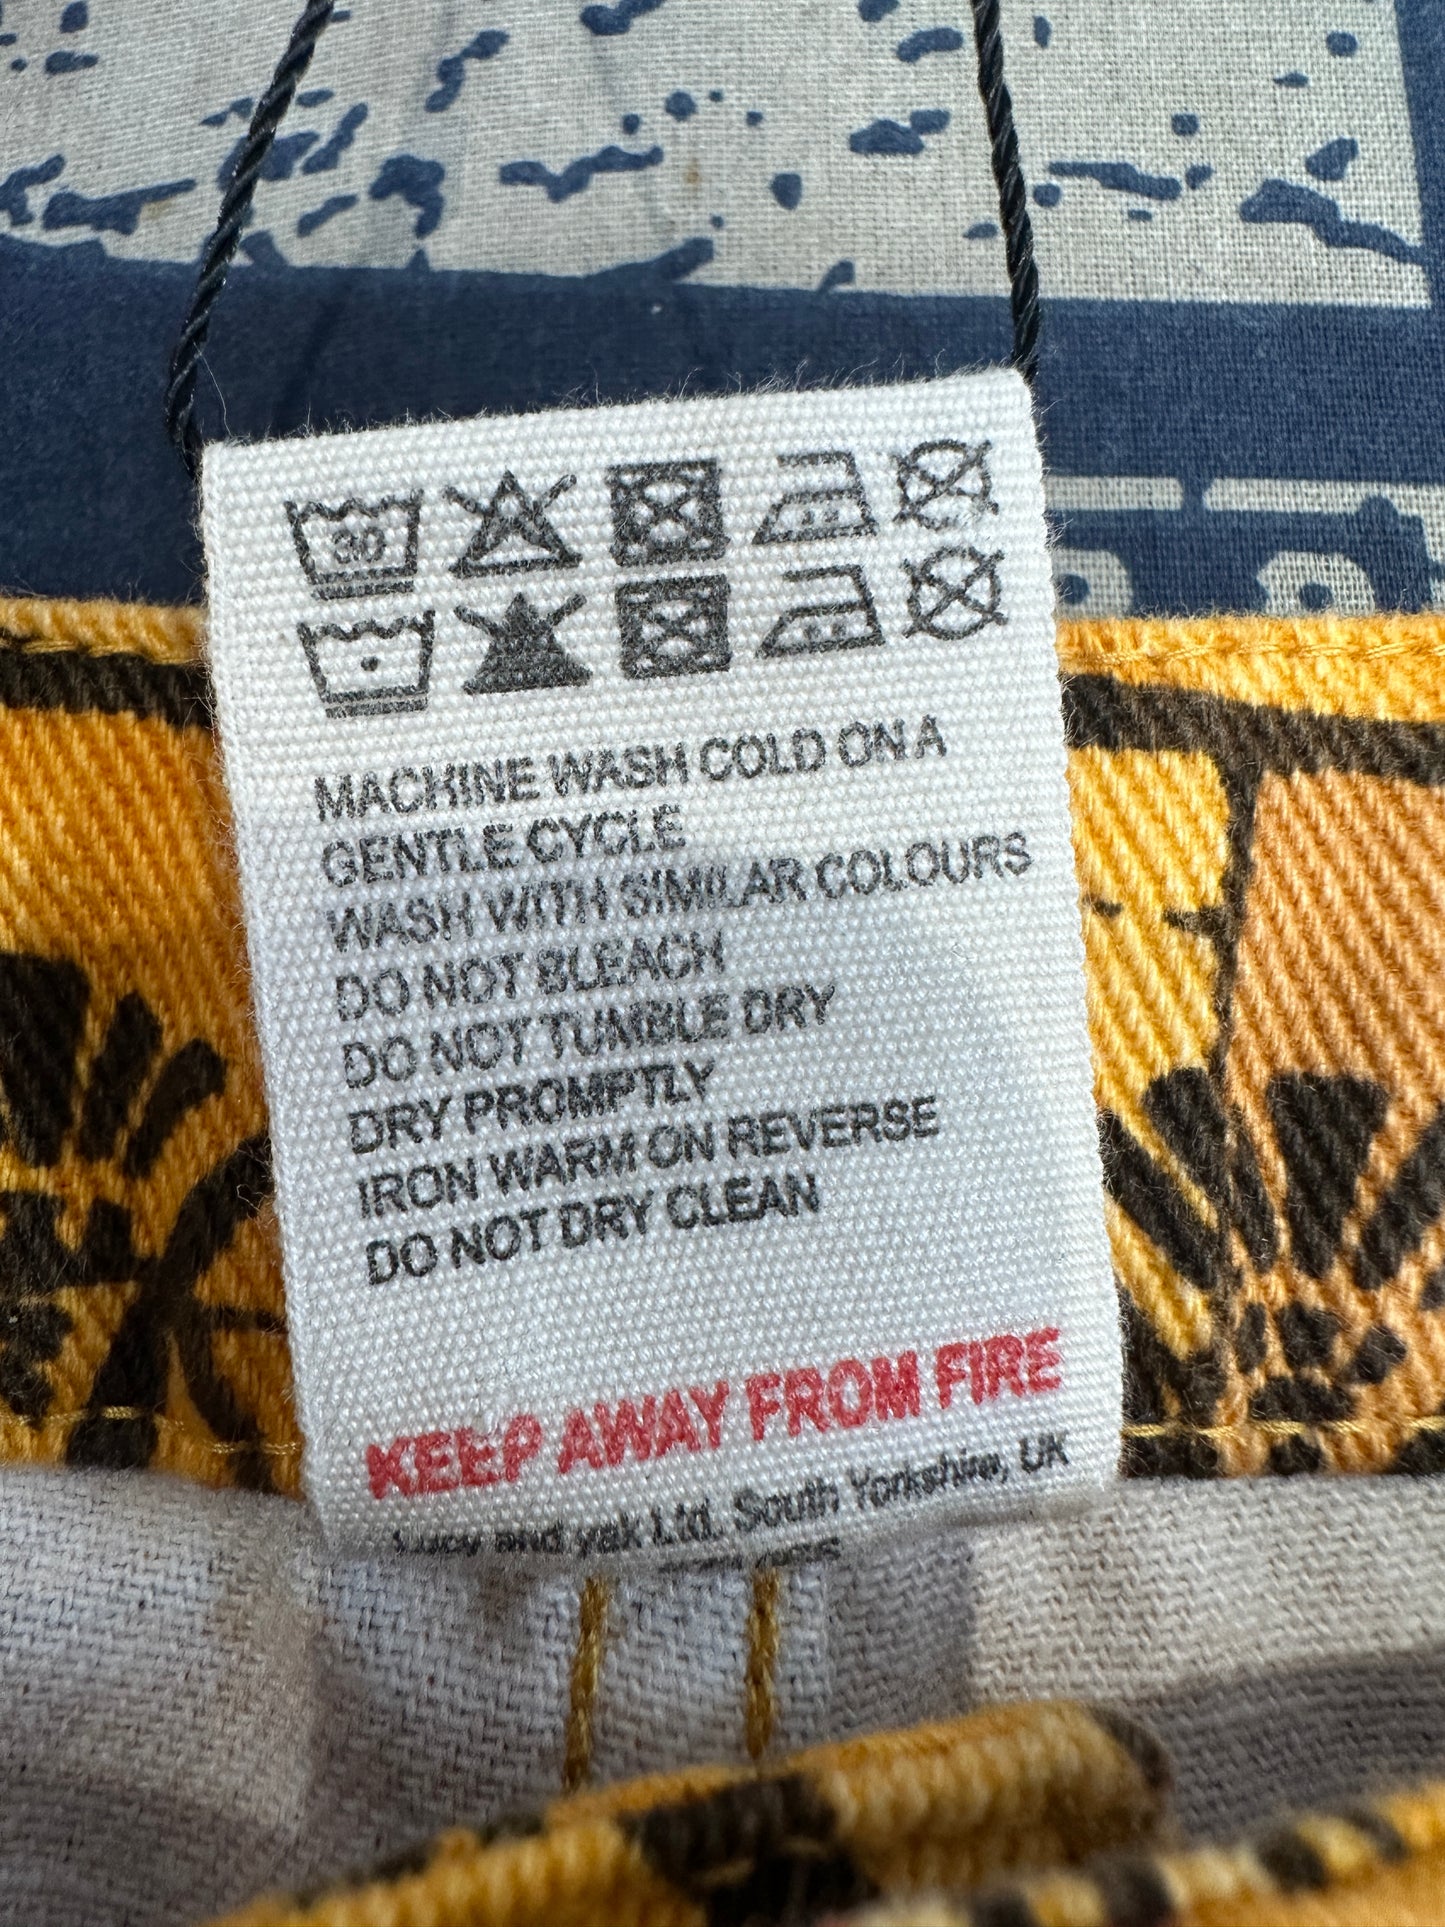 30
MACHINE WASH COLD ON A
GENTLE CYCLE
WASH WITH SIMILAR COLOURS
DO NOT BLEACH
DO NOT TUMBLE DRY
DRY PROMPTLY
IRON WARM ON REVERSE
DO NOT DRY CLEAN
KEEP AWAY FROM FIRE
Lucy and Yak Ltd. South Yorkshire, UK